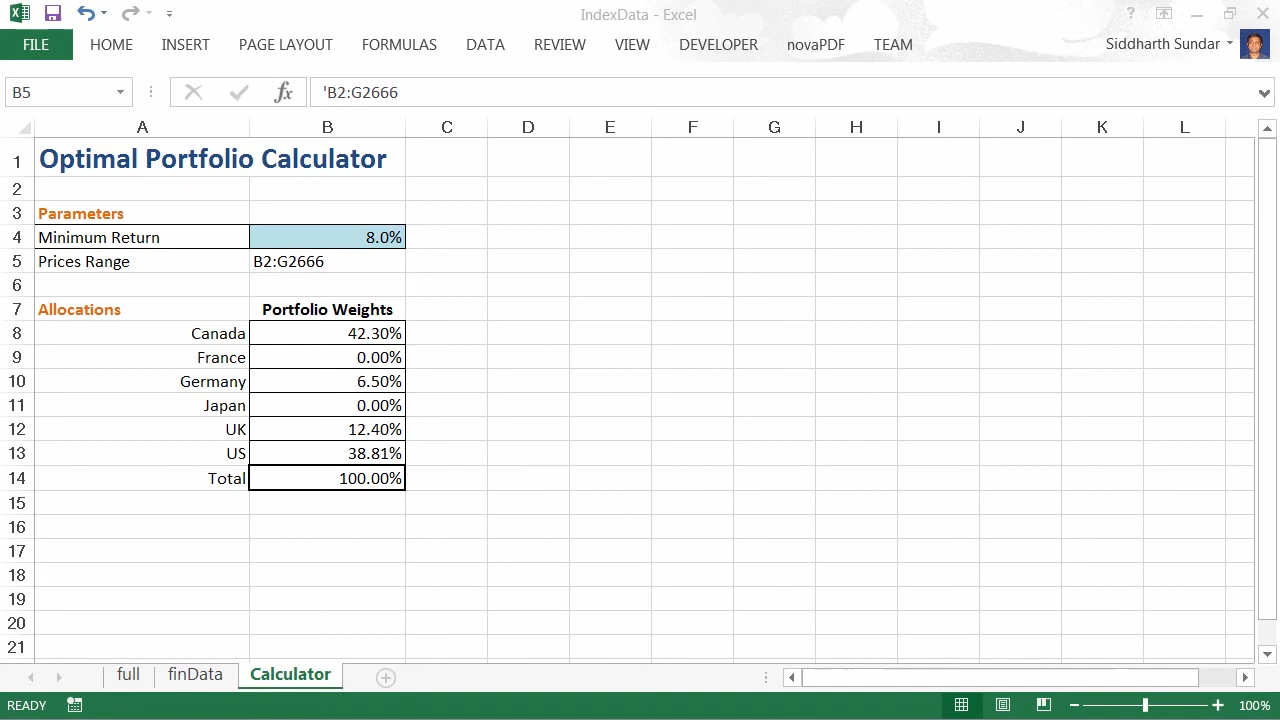 IndexData - Excel
FILE HOME INSERT PAGE LAYOUT FORMULAS DATA REVIEW VIEW DEVELOPER novaPDF TEAM Siddharth Sundar
B5 fx 'B2:G2666
A B C D E F G H I J K L
1 Optimal Portfolio Calculator
2
3 Parameters
4 Minimum Return 8.0%
5 Prices Range B2:G2666
6
7 Allocations Portfolio Weights
8 Canada 42.30%
9 France 0.00%
10 Germany 6.50%
11 Japan 0.00%
12 UK 12.40%
13 US 38.81%
14 Total 100.00%
15
16
17
18
19
20
21
full finData Calculator
READY 100%